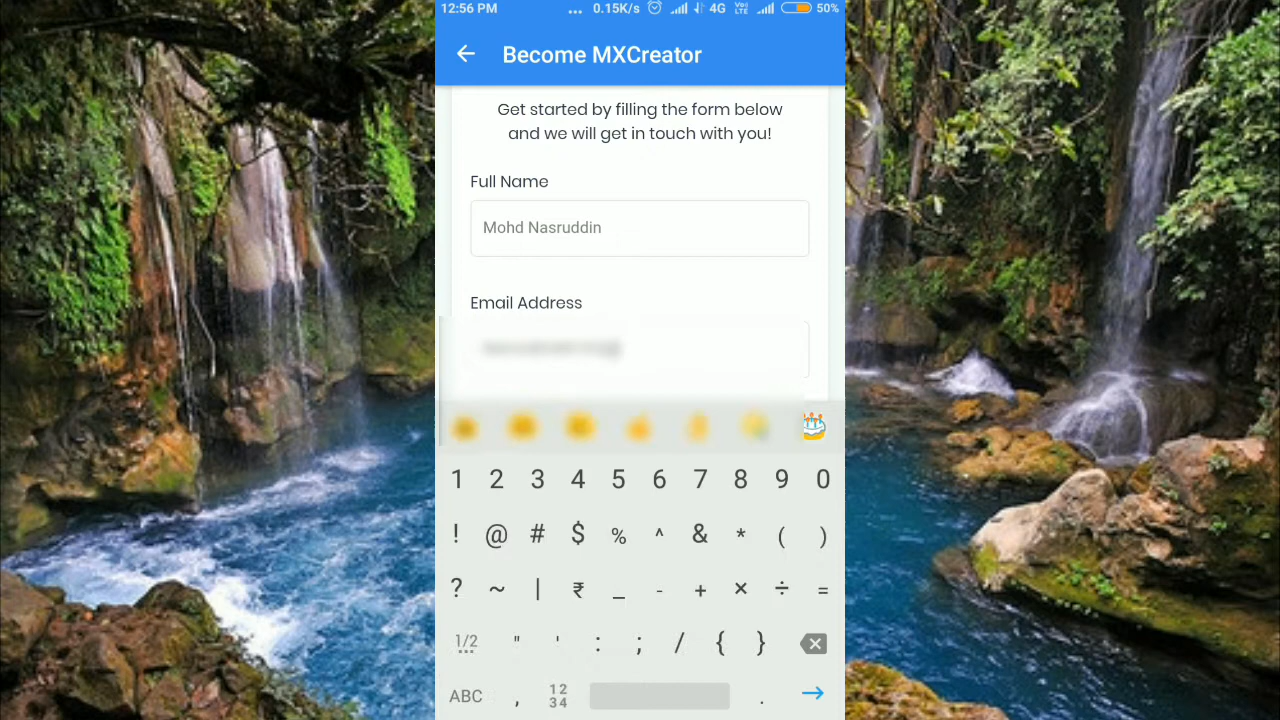 12:56 PM ... 0.15K/s 4G VoLTE 50%
Become MXCreator
Get started by filling the form below
and we will get in touch with you!
Full Name
Mohd Nasruddin
Email Address
1 2 3 4 5 6 7 8 9 0
! @ # $ % ^ & * ( )
? ~ | ₹ _ - + × ÷ =
1/2 " ' : ; / { }
ABC , 12 34 .